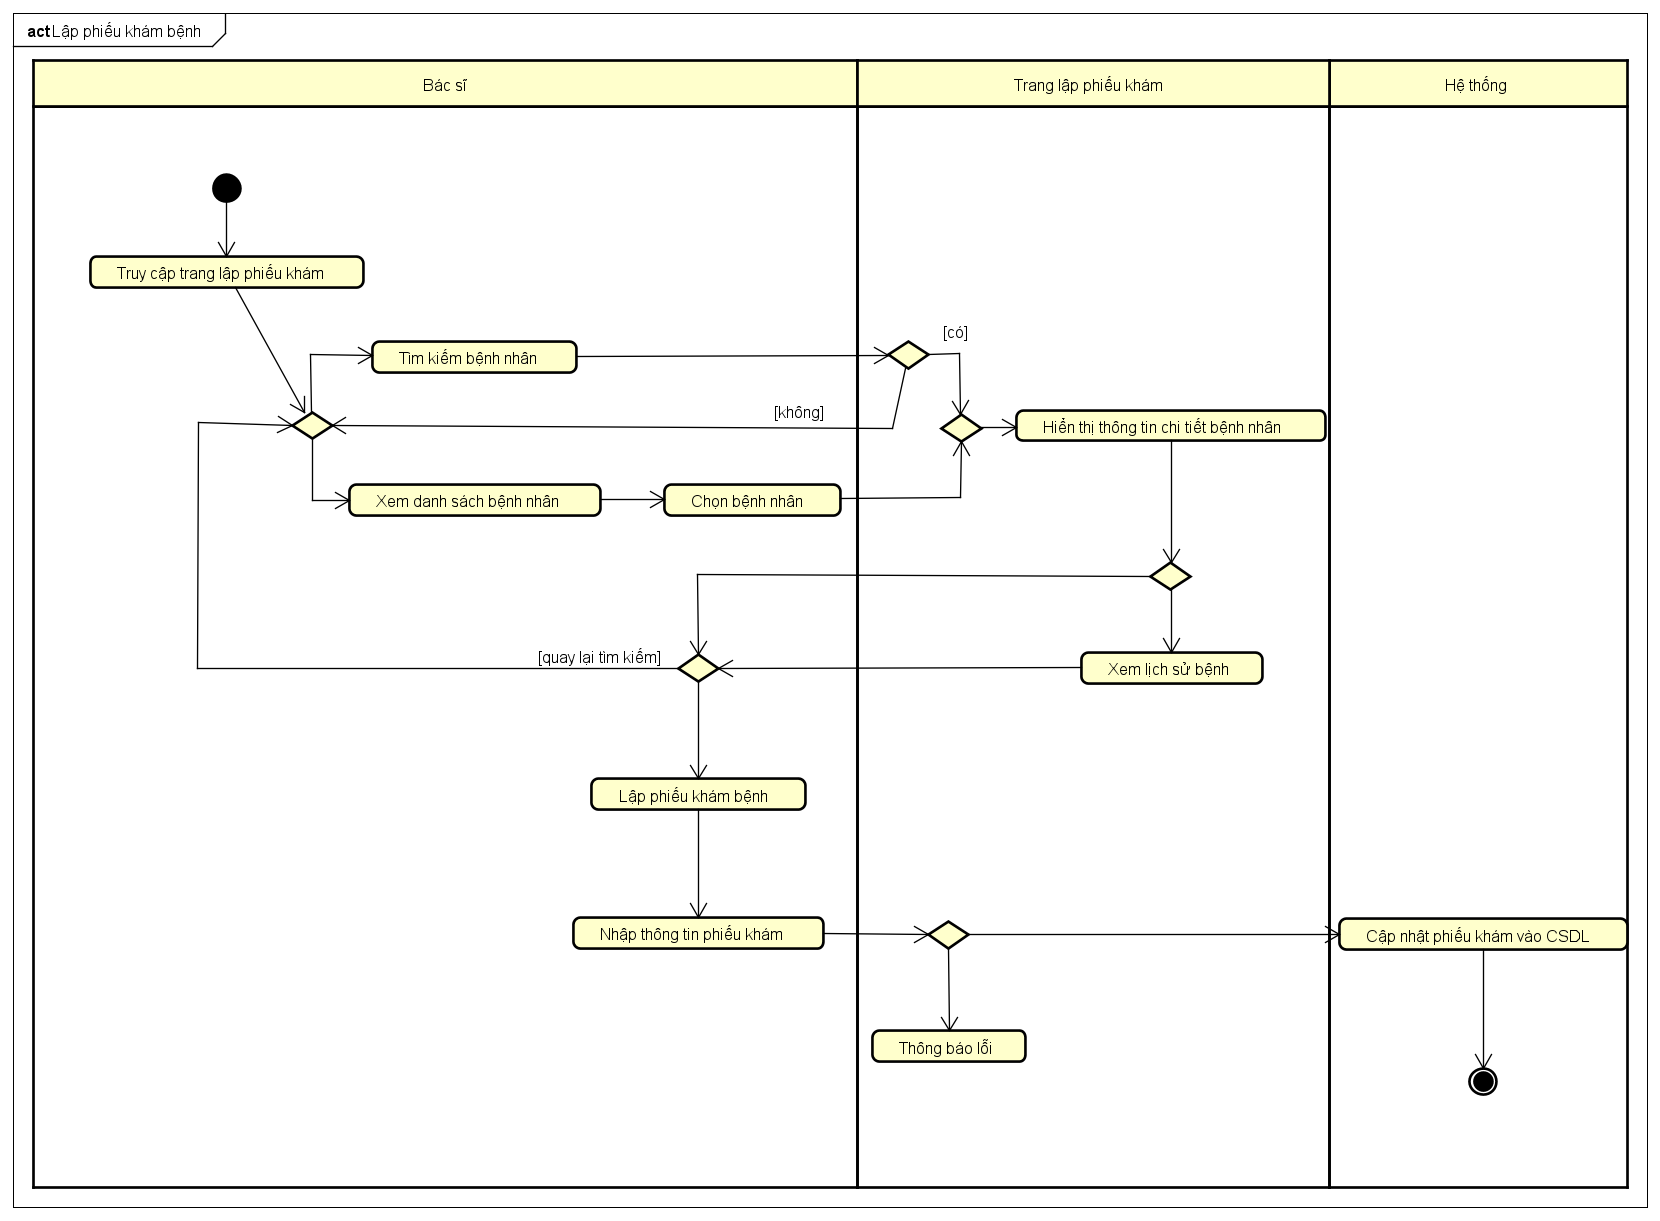 act Lập phiếu khám bệnh
Bác sĩ
Trang lập phiếu khám
Hệ thống
Truy cập trang lập phiếu khám
[có]
Tìm kiếm bệnh nhân
[không]
Hiển thị thông tin chi tiết bệnh nhân
Xem danh sách bệnh nhân
Chọn bệnh nhân
[quay lại tìm kiếm]
Xem lịch sử bệnh
Lập phiếu khám bệnh
Nhập thông tin phiếu khám
Cập nhật phiếu khám vào CSDL
Thông báo lỗi